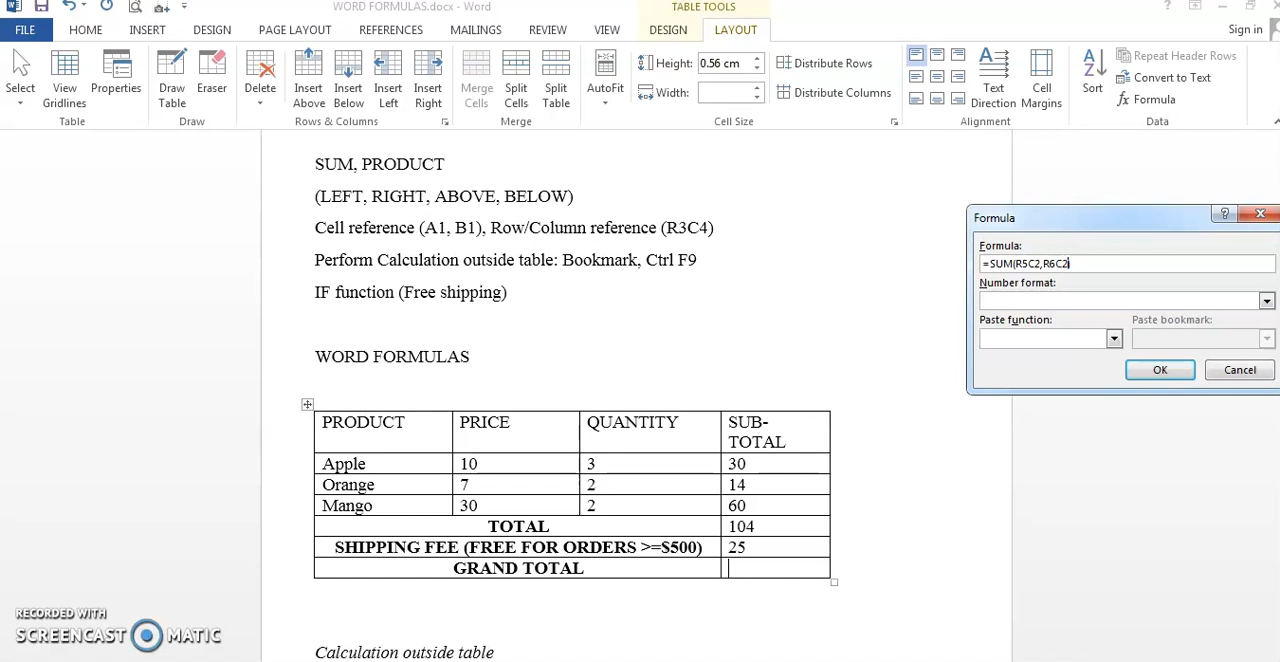 WORD FORMULAS.docx - Word
TABLE TOOLS
FILE HOME INSERT DESIGN PAGE LAYOUT REFERENCES MAILINGS REVIEW VIEW DESIGN LAYOUT Sign in
Select
View Gridlines
Properties
Table
Draw Table
Eraser
Draw
Delete
Insert Above
Insert Below
Insert Left
Insert Right
Rows & Columns
Merge Cells
Split Cells
Split Table
Merge
AutoFit
Height: 0.56 cm
Width:
Distribute Rows
Distribute Columns
Cell Size
Text Direction
Cell Margins
Alignment
Sort
Repeat Header Rows
Convert to Text
fx Formula
Data
SUM, PRODUCT
(LEFT, RIGHT, ABOVE, BELOW)
Cell reference (A1, B1), Row/Column reference (R3C4)
Perform Calculation outside table: Bookmark, Ctrl F9
IF function (Free shipping)
WORD FORMULAS
PRODUCT PRICE QUANTITY SUB-TOTAL
Apple 10 3 30
Orange 7 2 14
Mango 30 2 60
TOTAL 104
SHIPPING FEE (FREE FOR ORDERS >=$500) 25
GRAND TOTAL
Calculation outside table
Formula
Formula:
=SUM(R5C2,R6C2)
Number format:
Paste function: Paste bookmark:
OK Cancel
RECORDED WITH
SCREENCAST MATIC